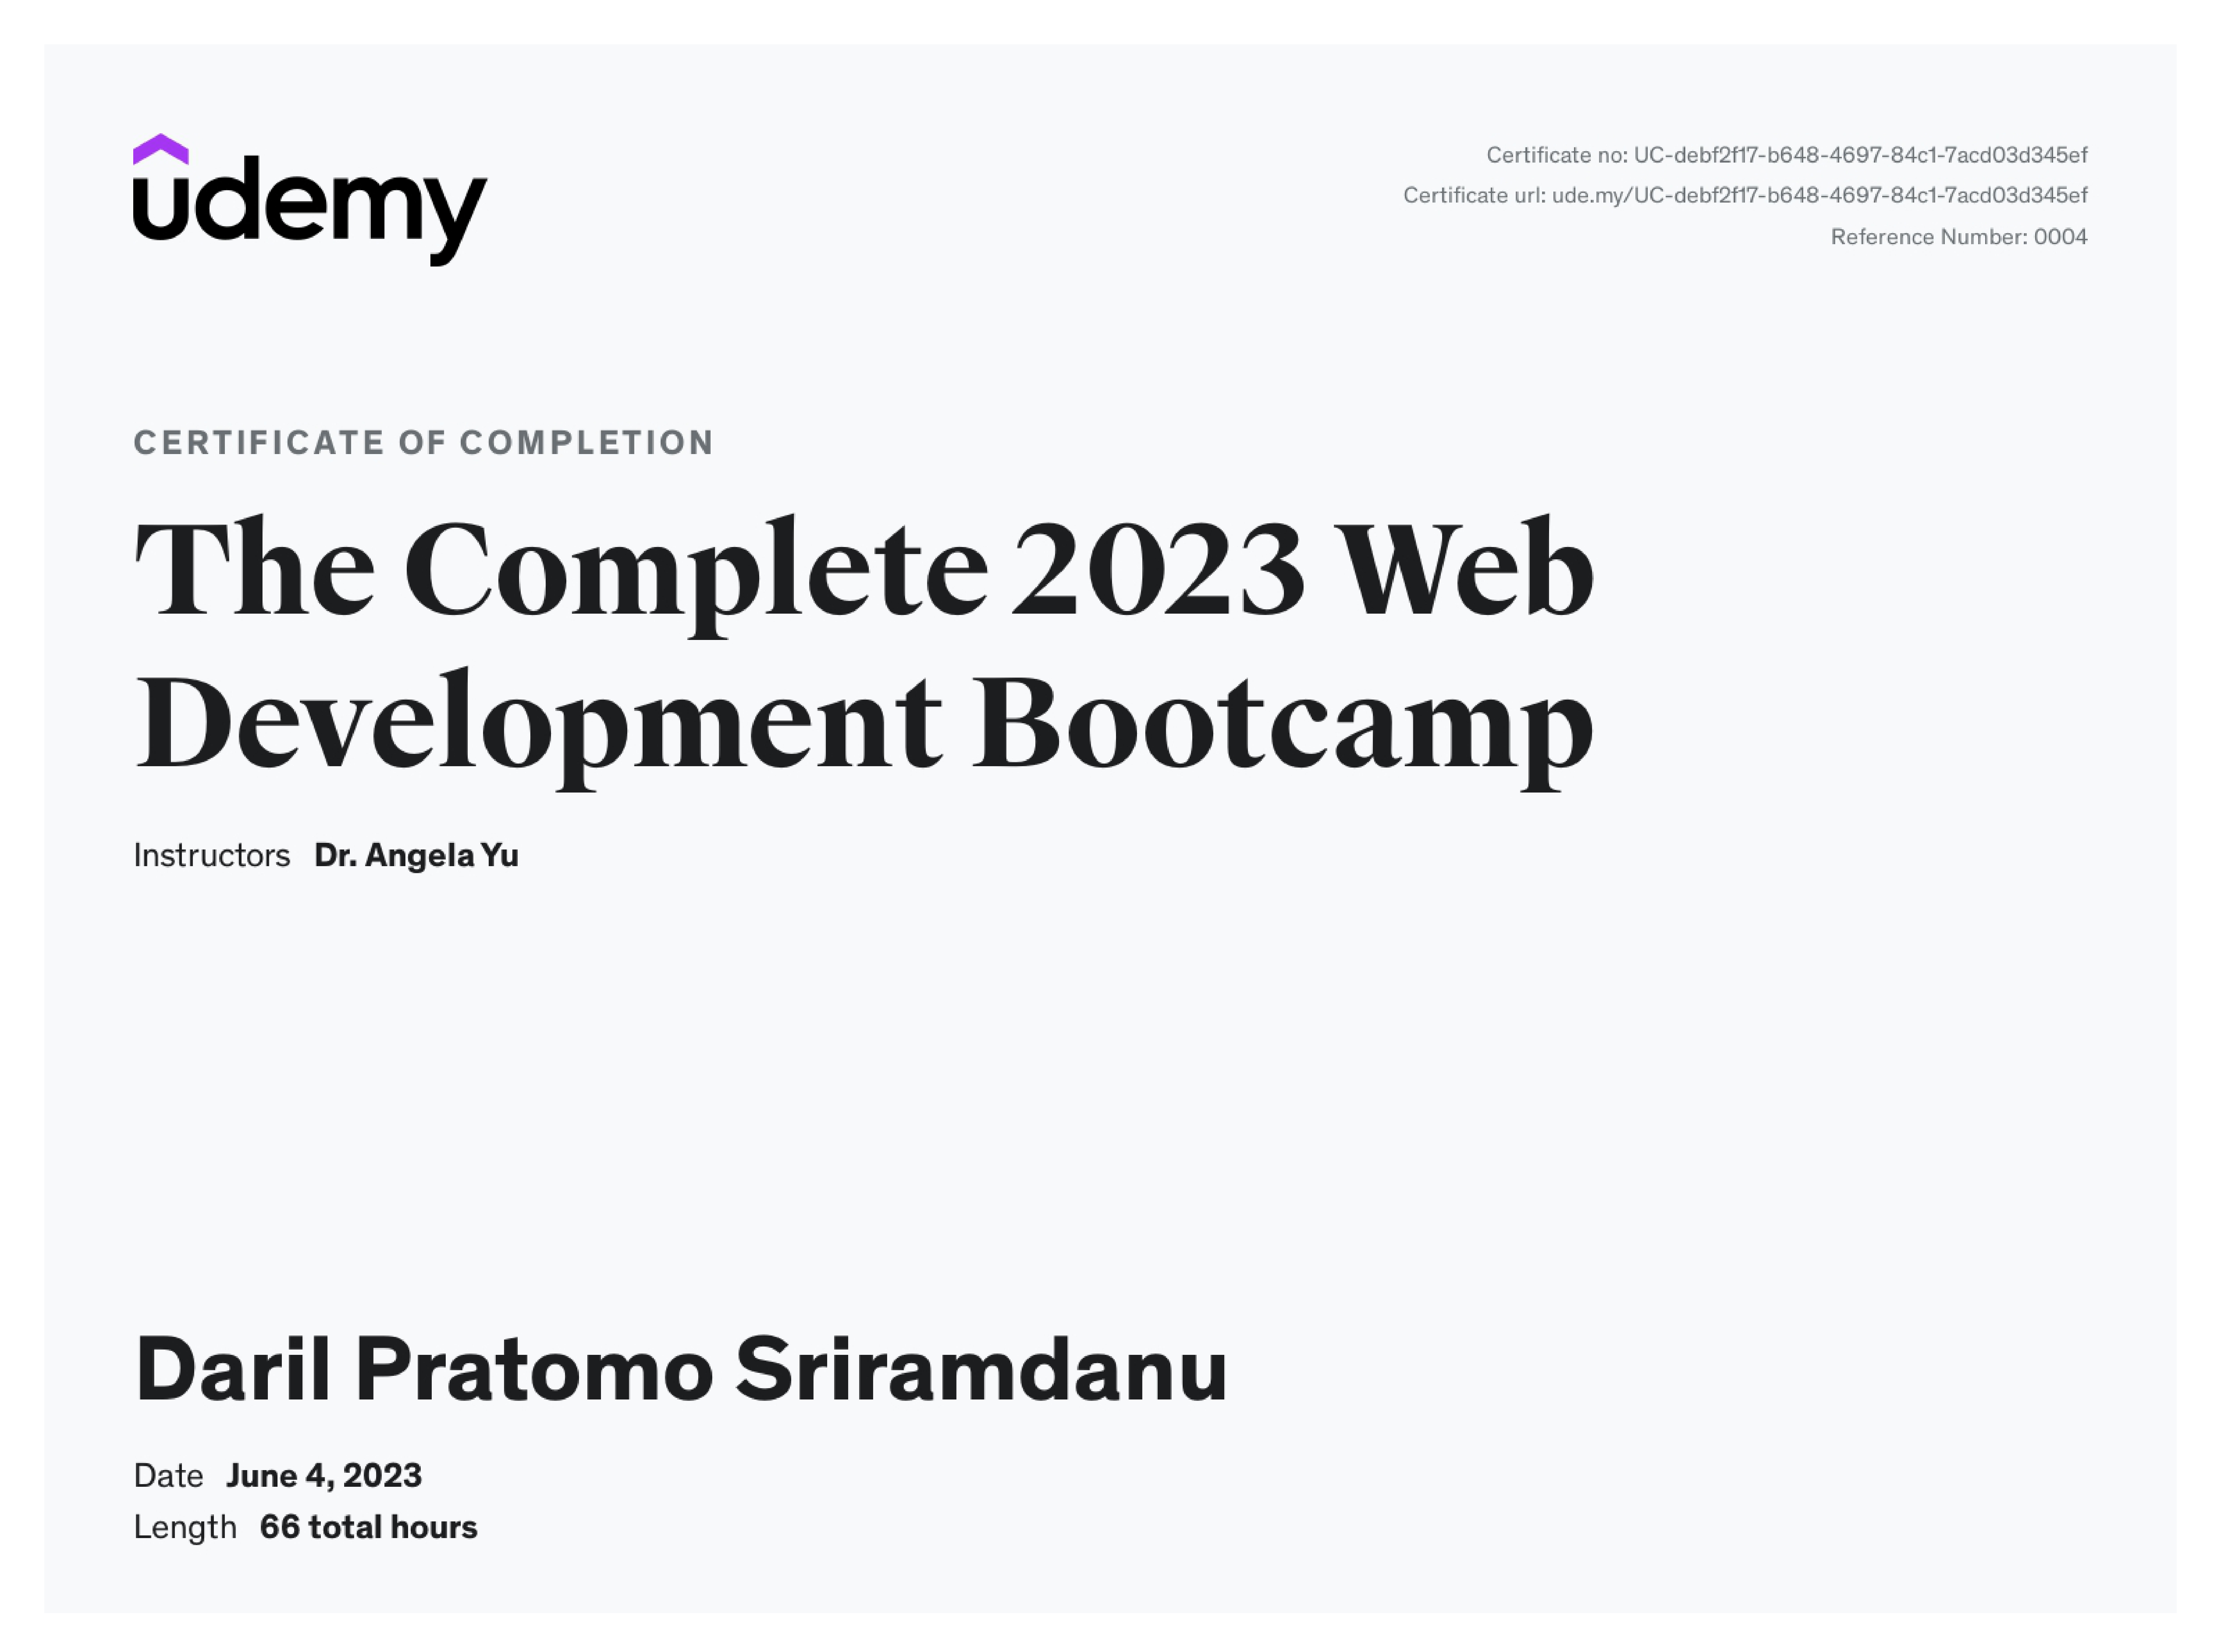 udemy
Certificate no: UC-debf2f17-b648-4697-84c1-7acd03d345ef
Certificate url: ude.my/UC-debf2f17-b648-4697-84c1-7acd03d345ef
Reference Number: 0004
CERTIFICATE OF COMPLETION
The Complete 2023 Web
Development Bootcamp
Instructors Dr. Angela Yu
Daril Pratomo Sriramdanu
Date June 4, 2023
Length 66 total hours